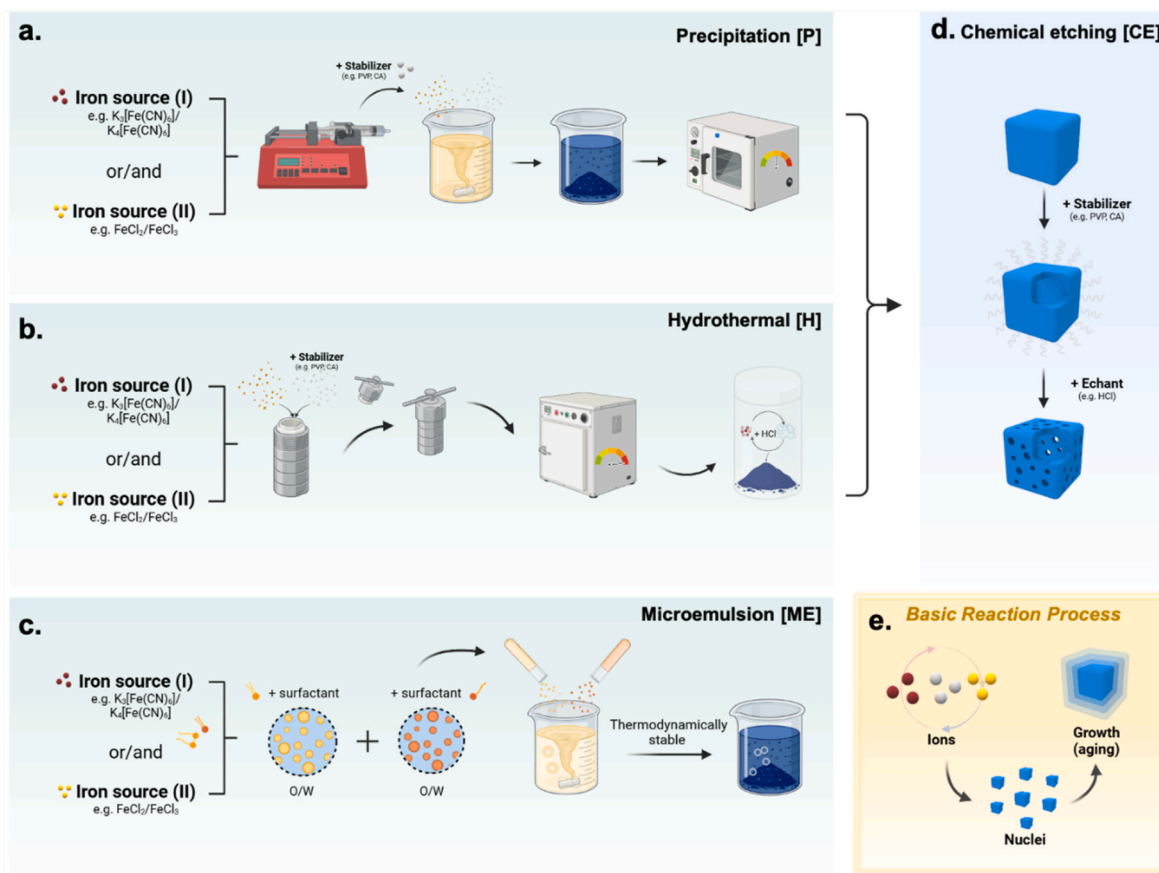 a.
Precipitation [P]
Iron source (I)
e.g. K₃[Fe(CN)₆]/
K₄[Fe(CN)₆]
or/and
Iron source (II)
e.g. FeCl₂/FeCl₃
+ Stabilizer
(e.g. PVP, CA)
b.
Hydrothermal [H]
Iron source (I)
e.g. K₃[Fe(CN)₆]/
K₄[Fe(CN)₆]
or/and
Iron source (II)
e.g. FeCl₂/FeCl₃
+ Stabilizer
(e.g. PVP, CA)
+ HCl
c.
Microemulsion [ME]
Iron source (I)
e.g. K₃[Fe(CN)₆]/
K₄[Fe(CN)₆]
or/and
Iron source (II)
e.g. FeCl₂/FeCl₃
+ surfactant
+ surfactant
+
O/W
O/W
Thermodynamically
stable
d. Chemical etching [CE]
+ Stabilizer
(e.g. PVP, CA)
+ Echant
(e.g. HCl)
e.
Basic Reaction Process
Ions
Nuclei
Growth
(aging)